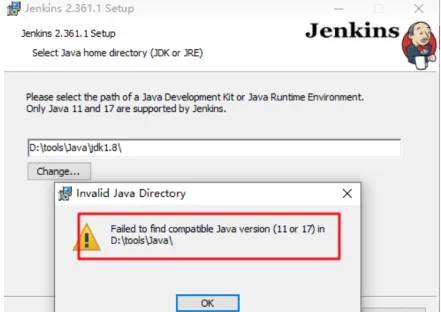 Jenkins 2.361.1 Setup
Jenkins 2.361.1 Setup
Jenkins
Select Java home directory (JDK or JRE)
Please select the path of a Java Development Kit or Java Runtime Environment.
Only Java 11 and 17 are supported by Jenkins.
D:\tools\Java\jdk1.8\
Change...
Invalid Java Directory
Failed to find compatible Java version (11 or 17) in
D:\tools\Java\
OK